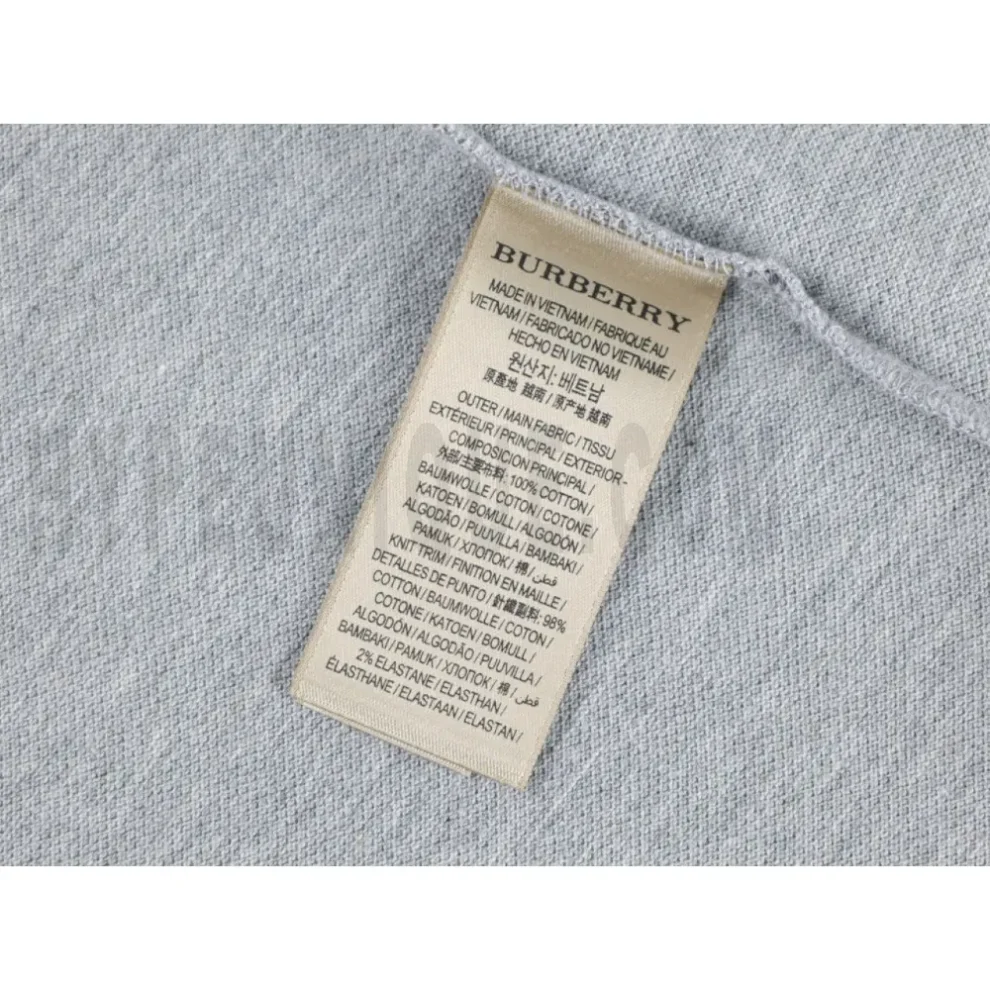 BURBERRY
MADE IN VIETNAM / FABRIQUÉ AU
VIETNAM / FABRICADO NO VIETNAME /
HECHO EN VIETNAM
원산지: 베트남
原產地 越南 / 原产地 越南
OUTER / MAIN FABRIC / TISSU
EXTÉRIEUR / PRINCIPAL / EXTERIOR -
COMPOSICION PRINCIPAL /
外部/主要布料: 100% COTTON /
BAUMWOLLE / COTON / COTONE /
KATOEN / BOMULL / ALGODÓN /
ALGODÃO / PUUVILLA / BAMBAKI /
PAMUK / ХЛОПОК / 棉 / قطن /
KNIT TRIM / FINITION EN MAILLE /
DETALLES DE PUNTO / 針織副料: 98%
COTTON / BAUMWOLLE / COTON /
COTONE / KATOEN / BOMULL /
ALGODÓN / ALGODÃO / PUUVILLA /
BAMBAKI / PAMUK / ХЛОПОК / 棉 / قطن /
2% ELASTANE / ELASTHAN /
ÉLASTHANE / ELASTAAN / ELASTAN /